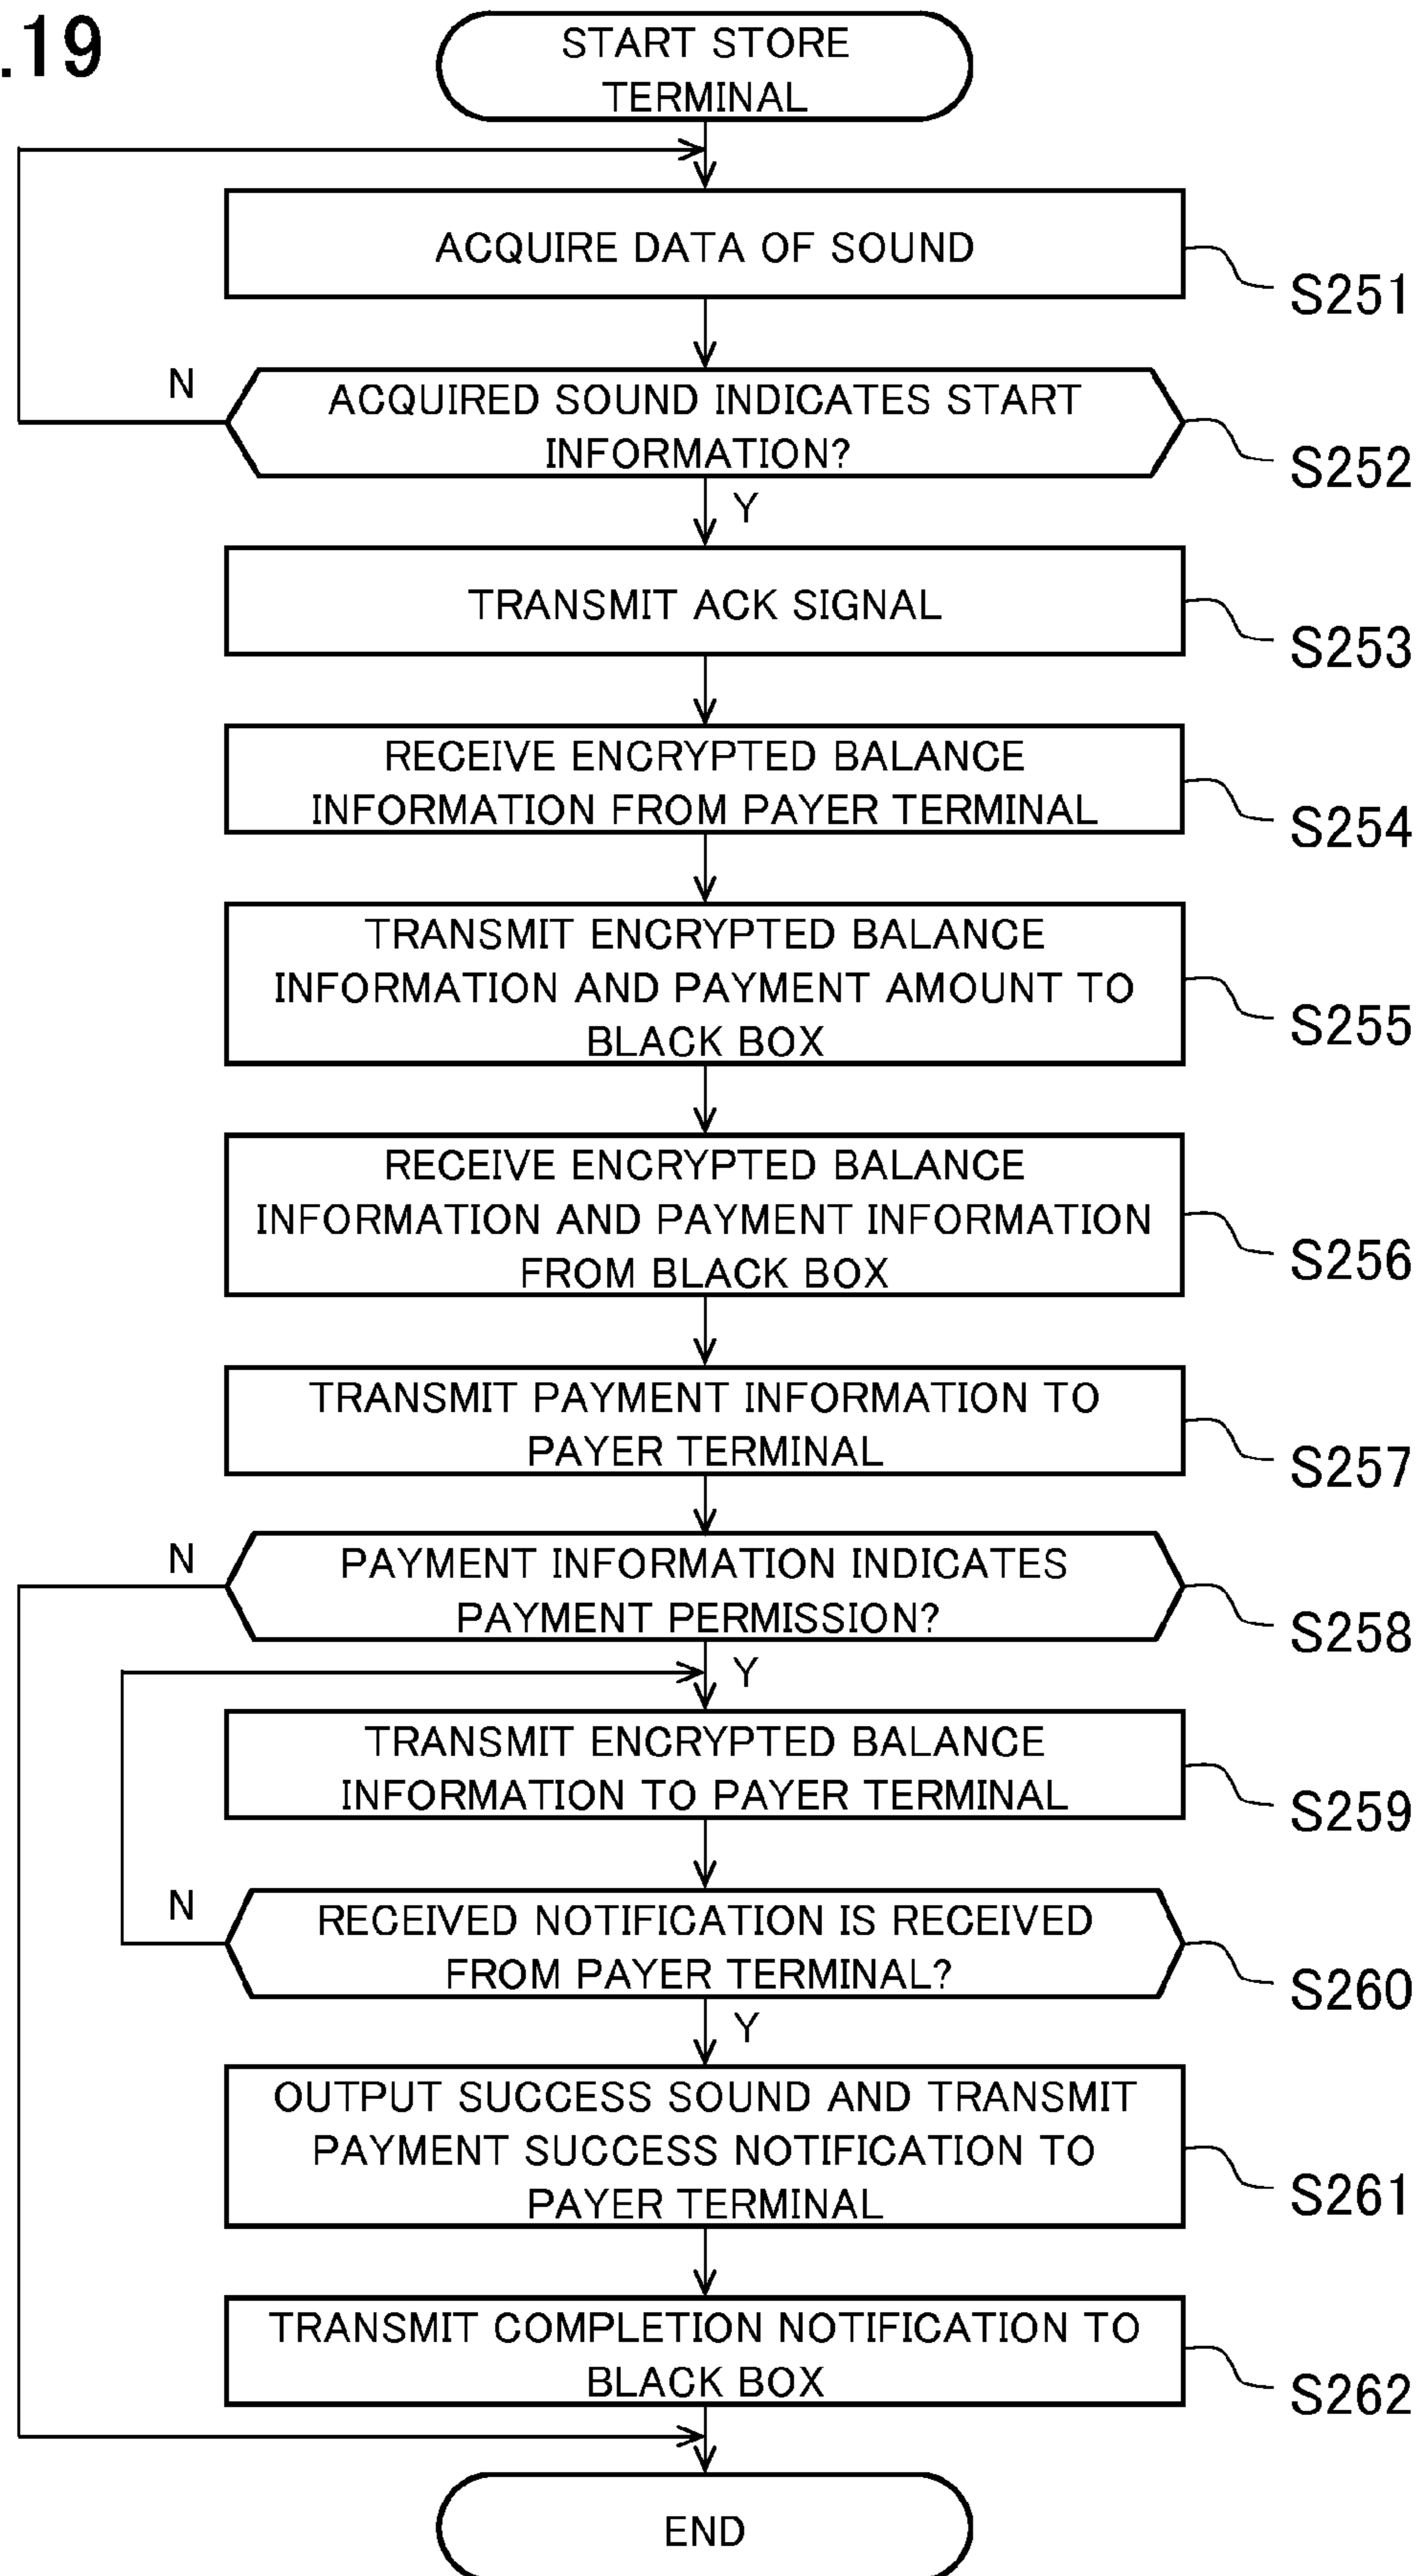 .19
START STORE
TERMINAL
ACQUIRE DATA OF SOUND
S251
N
ACQUIRED SOUND INDICATES START
INFORMATION?
S252
Y
TRANSMIT ACK SIGNAL
S253
RECEIVE ENCRYPTED BALANCE
INFORMATION FROM PAYER TERMINAL
S254
TRANSMIT ENCRYPTED BALANCE
INFORMATION AND PAYMENT AMOUNT TO
BLACK BOX
S255
RECEIVE ENCRYPTED BALANCE
INFORMATION AND PAYMENT INFORMATION
FROM BLACK BOX
S256
TRANSMIT PAYMENT INFORMATION TO
PAYER TERMINAL
S257
N
PAYMENT INFORMATION INDICATES
PAYMENT PERMISSION?
S258
Y
TRANSMIT ENCRYPTED BALANCE
INFORMATION TO PAYER TERMINAL
S259
N
RECEIVED NOTIFICATION IS RECEIVED
FROM PAYER TERMINAL?
S260
Y
OUTPUT SUCCESS SOUND AND TRANSMIT
PAYMENT SUCCESS NOTIFICATION TO
PAYER TERMINAL
S261
TRANSMIT COMPLETION NOTIFICATION TO
BLACK BOX
S262
END